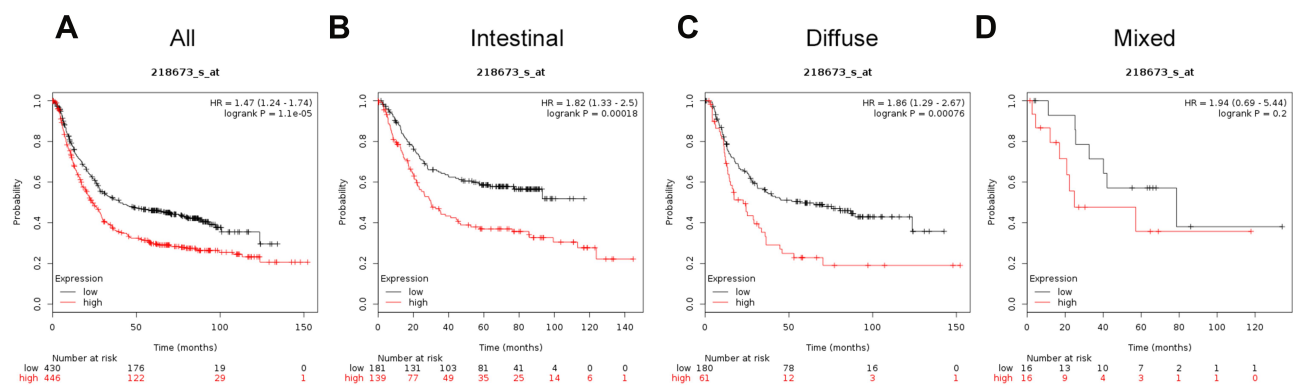 A All
218673_s_at
HR = 1.47 (1.24 - 1.74)
logrank P = 1.1e-05
Probability
1.0
0.8
0.6
0.4
0.2
0.0
Expression
low
high
0 50 100 150
Time (months)
Number at risk
low 430 176 19 0
high 446 122 29 1
B Intestinal
218673_s_at
HR = 1.82 (1.33 - 2.5)
logrank P = 0.00018
Probability
1.0
0.8
0.6
0.4
0.2
0.0
Expression
low
high
0 20 40 60 80 100 120 140
Time (months)
Number at risk
low 181 131 103 81 41 4 0 0
high 139 77 49 35 25 14 6 1
C Diffuse
218673_s_at
HR = 1.86 (1.29 - 2.67)
logrank P = 0.00076
Probability
1.0
0.8
0.6
0.4
0.2
0.0
Expression
low
high
0 50 100 150
Time (months)
Number at risk
low 180 78 16 0
high 61 12 3 1
D Mixed
218673_s_at
HR = 1.94 (0.69 - 5.44)
logrank P = 0.2
Probability
1.0
0.8
0.6
0.4
0.2
0.0
Expression
low
high
0 20 40 60 80 100 120
Time (months)
Number at risk
low 16 13 10 7 2 1 1
high 16 9 4 3 1 1 0